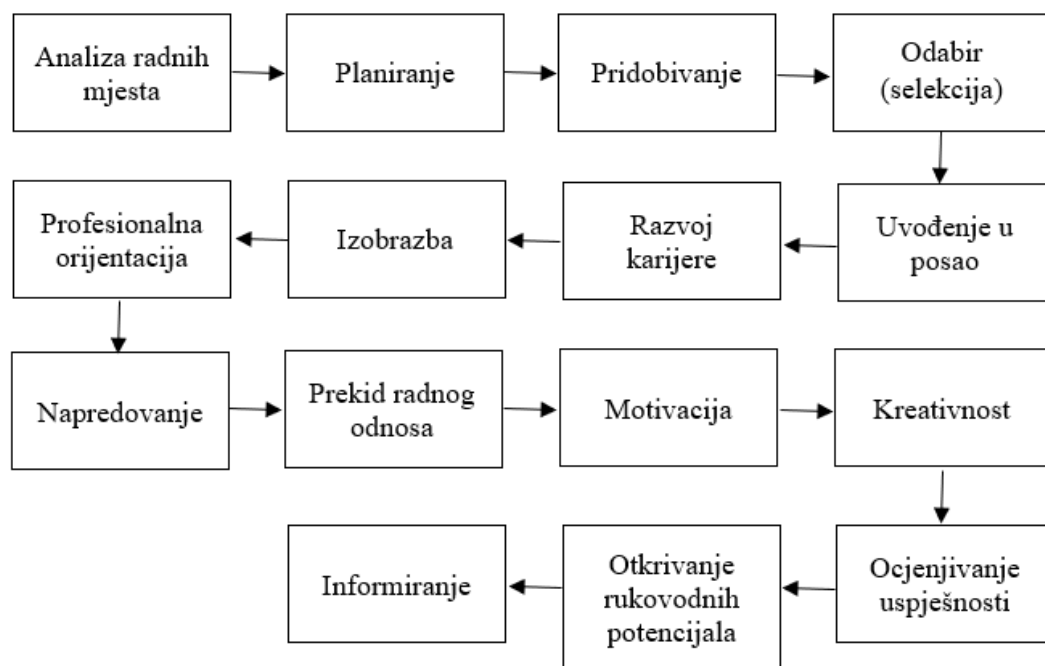 Analiza radnih
mjesta
Planiranje
Pridobivanje
Odabir
(selekcija)
Uvođenje u
posao
Razvoj
karijere
Izobrazba
Profesionalna
orijentacija
Napredovanje
Prekid radnog
odnosa
Motivacija
Kreativnost
Ocjenjivanje
uspješnosti
Otkrivanje
rukovodnih
potencijala
Informiranje